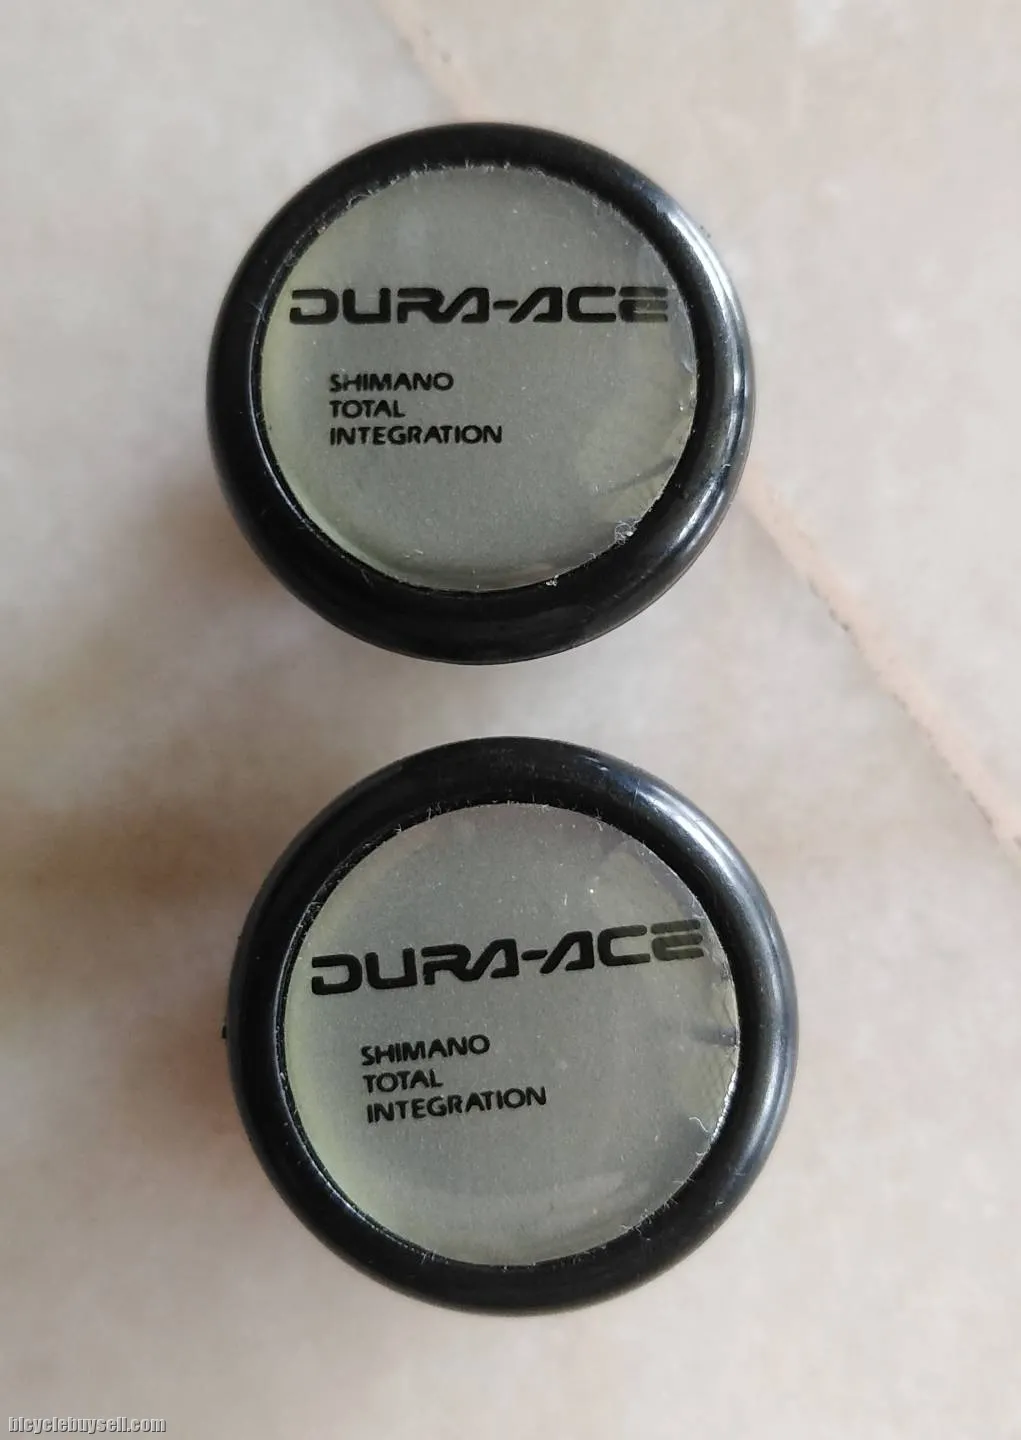 DURA-ACE
SHIMANO
TOTAL
INTEGRATION
DURA-ACE
SHIMANO
TOTAL
INTEGRATION
bicyclebuysell.com